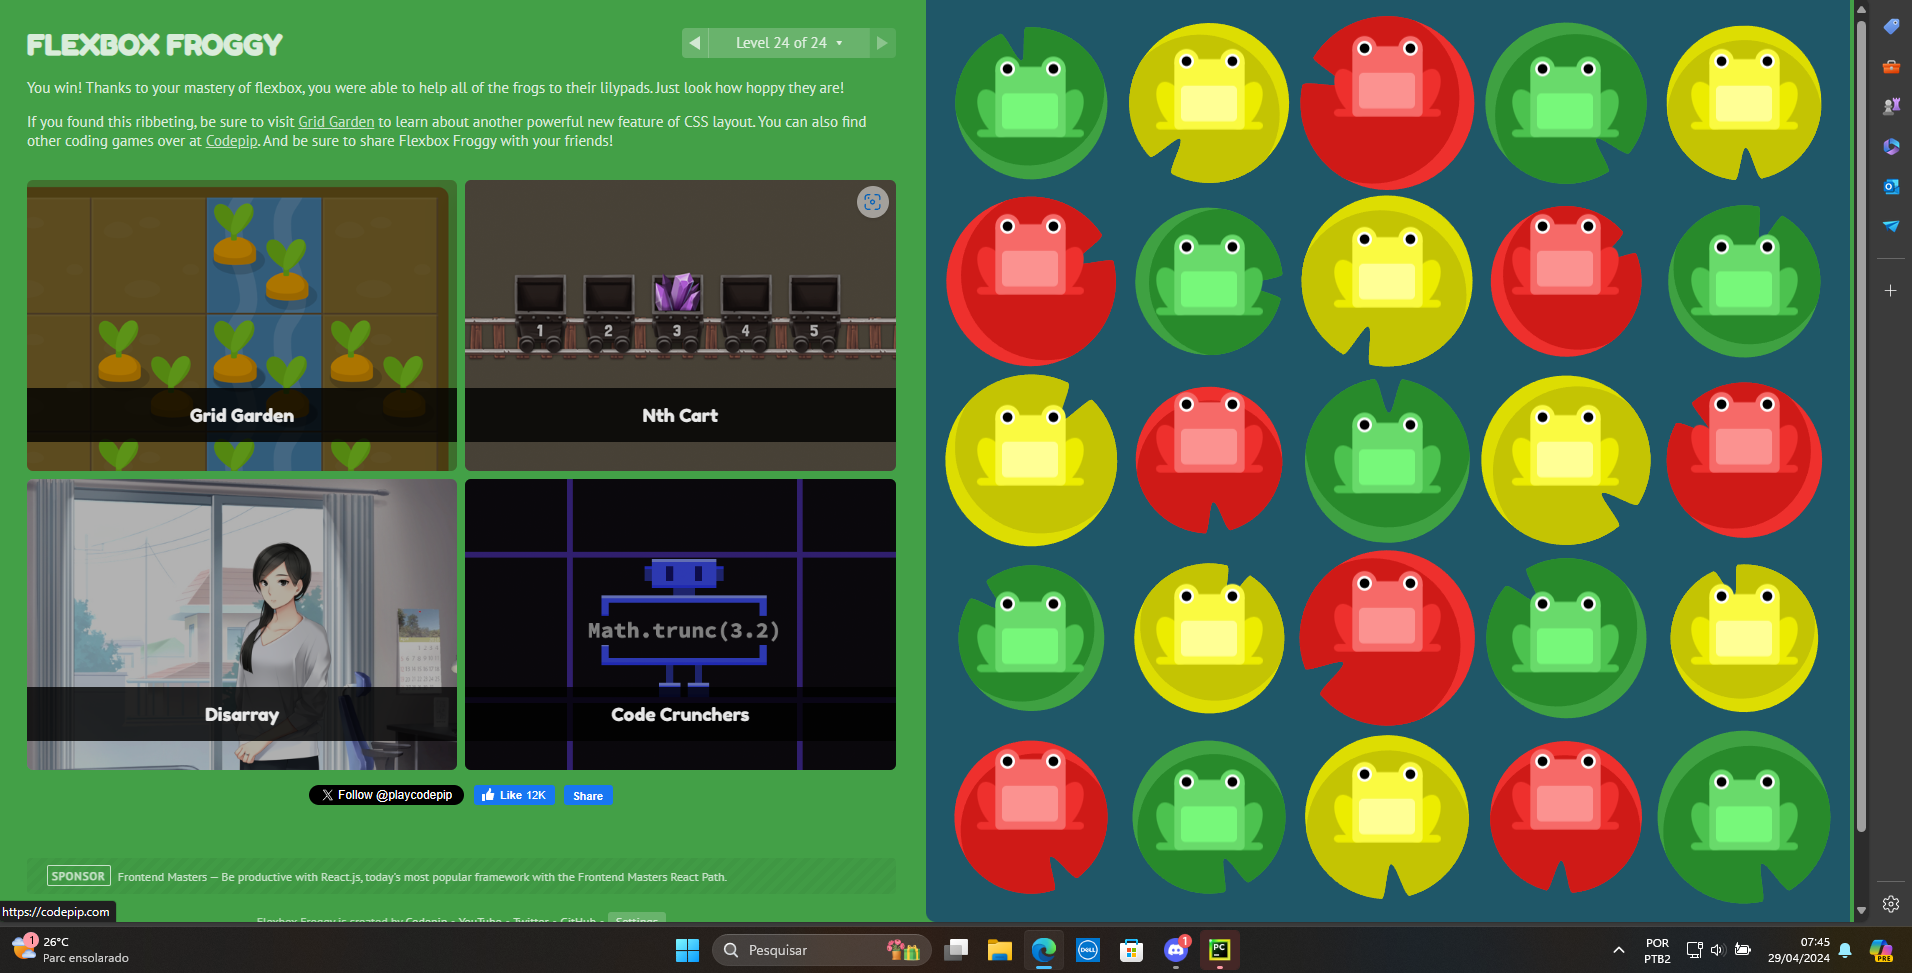 FLEXBOX FROGGY
Level 24 of 24
You win! Thanks to your mastery of flexbox, you were able to help all of the frogs to their lilypads. Just look how hoppy they are!
If you found this ribbeting, be sure to visit Grid Garden to learn about another powerful new feature of CSS layout. You can also find
other coding games over at Codepip. And be sure to share Flexbox Froggy with your friends!
1 2 3 4 5
Grid Garden
Nth Cart
Math.trunc(3.2)
Disarray
Code Crunchers
Follow @playcodepip
Like 12K
Share
SPONSOR Frontend Masters — Be productive with React.js, today's most popular framework with the Frontend Masters React Path.
Flexbox Froggy is created by Codepip • YouTube • Twitter • GitHub • Settings
https://codepip.com
1
26°C
Parc ensolarado
Pesquisar
DELL
1
PC
POR
PTB2
07:45
29/04/2024
PRE